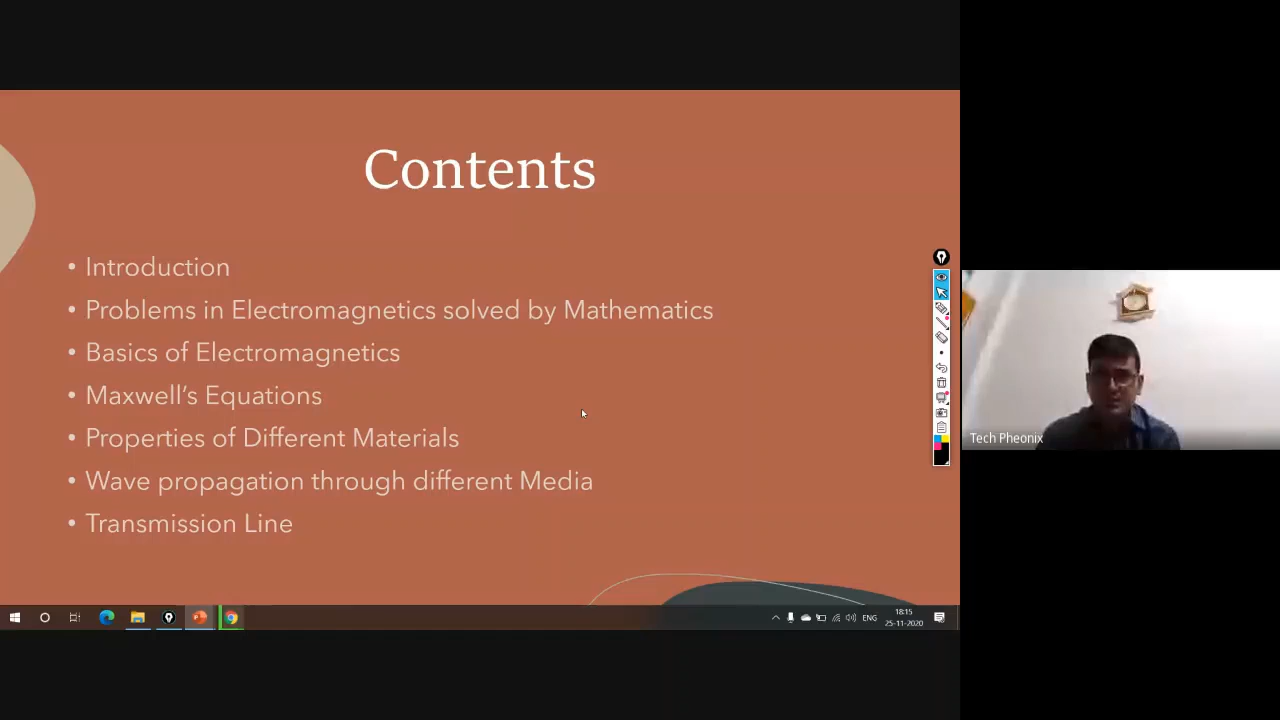 Contents
• Introduction
• Problems in Electromagnetics solved by Mathematics
• Basics of Electromagnetics
• Maxwell’s Equations
• Properties of Different Materials
• Wave propagation through different Media
• Transmission Line
Tech Pheonix
ENG
18:15
25-11-2020